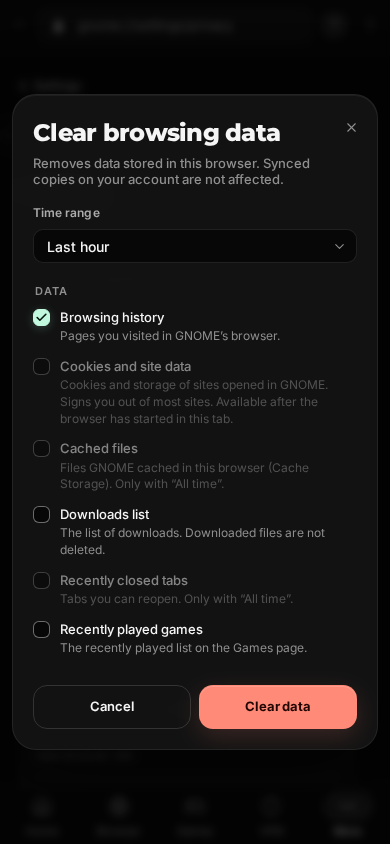 Clear browsing data
Removes data stored in this browser. Synced
copies on your account are not affected.
Time range
Last hour
DATA
Browsing history
Pages you visited in GNOME’s browser.
Cookies and site data
Cookies and storage of sites opened in GNOME.
Signs you out of most sites. Available after the
browser has started in this tab.
Cached files
Files GNOME cached in this browser (Cache
Storage). Only with “All time”.
Downloads list
The list of downloads. Downloaded files are not
deleted.
Recently closed tabs
Tabs you can reopen. Only with “All time”.
Recently played games
The recently played list on the Games page.
Cancel
Clear data